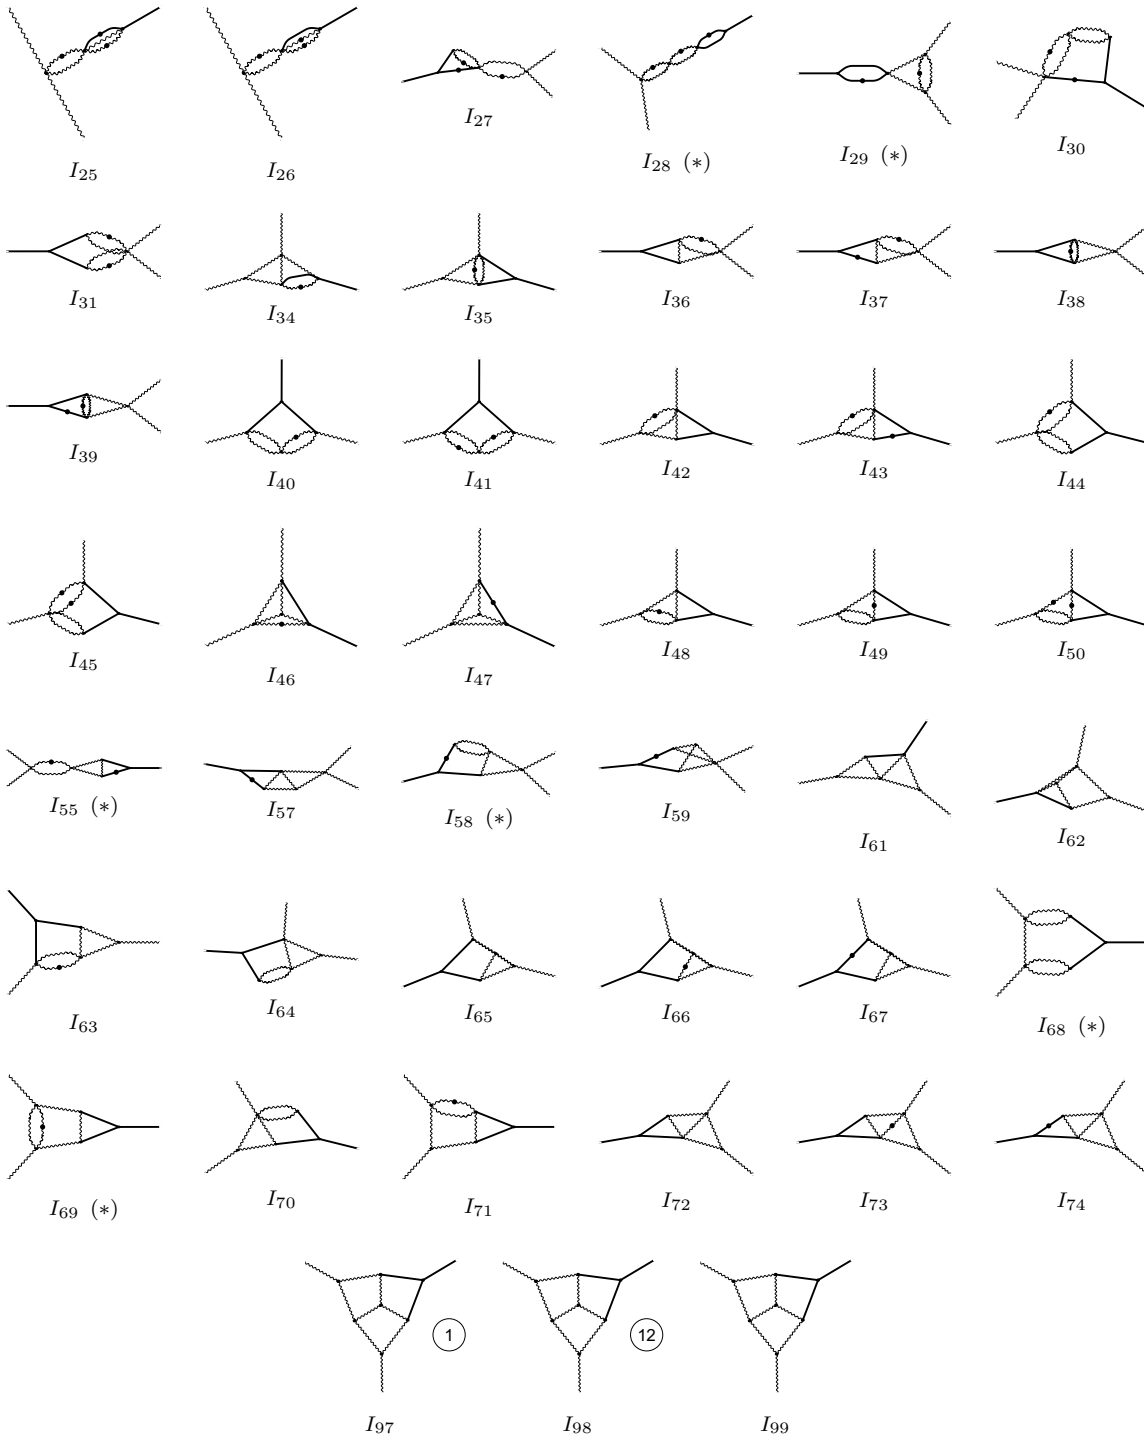 I25 I26 I27 I28 (∗) I29 (∗) I30
I31 I34 I35 I36 I37 I38
I39 I40 I41 I42 I43 I44
I45 I46 I47 I48 I49 I50
I55 (∗) I57 I58 (∗) I59 I61 I62
I63 I64 I65 I66 I67 I68 (∗)
I69 (∗) I70 I71 I72 I73 I74
1 12
I97 I98 I99